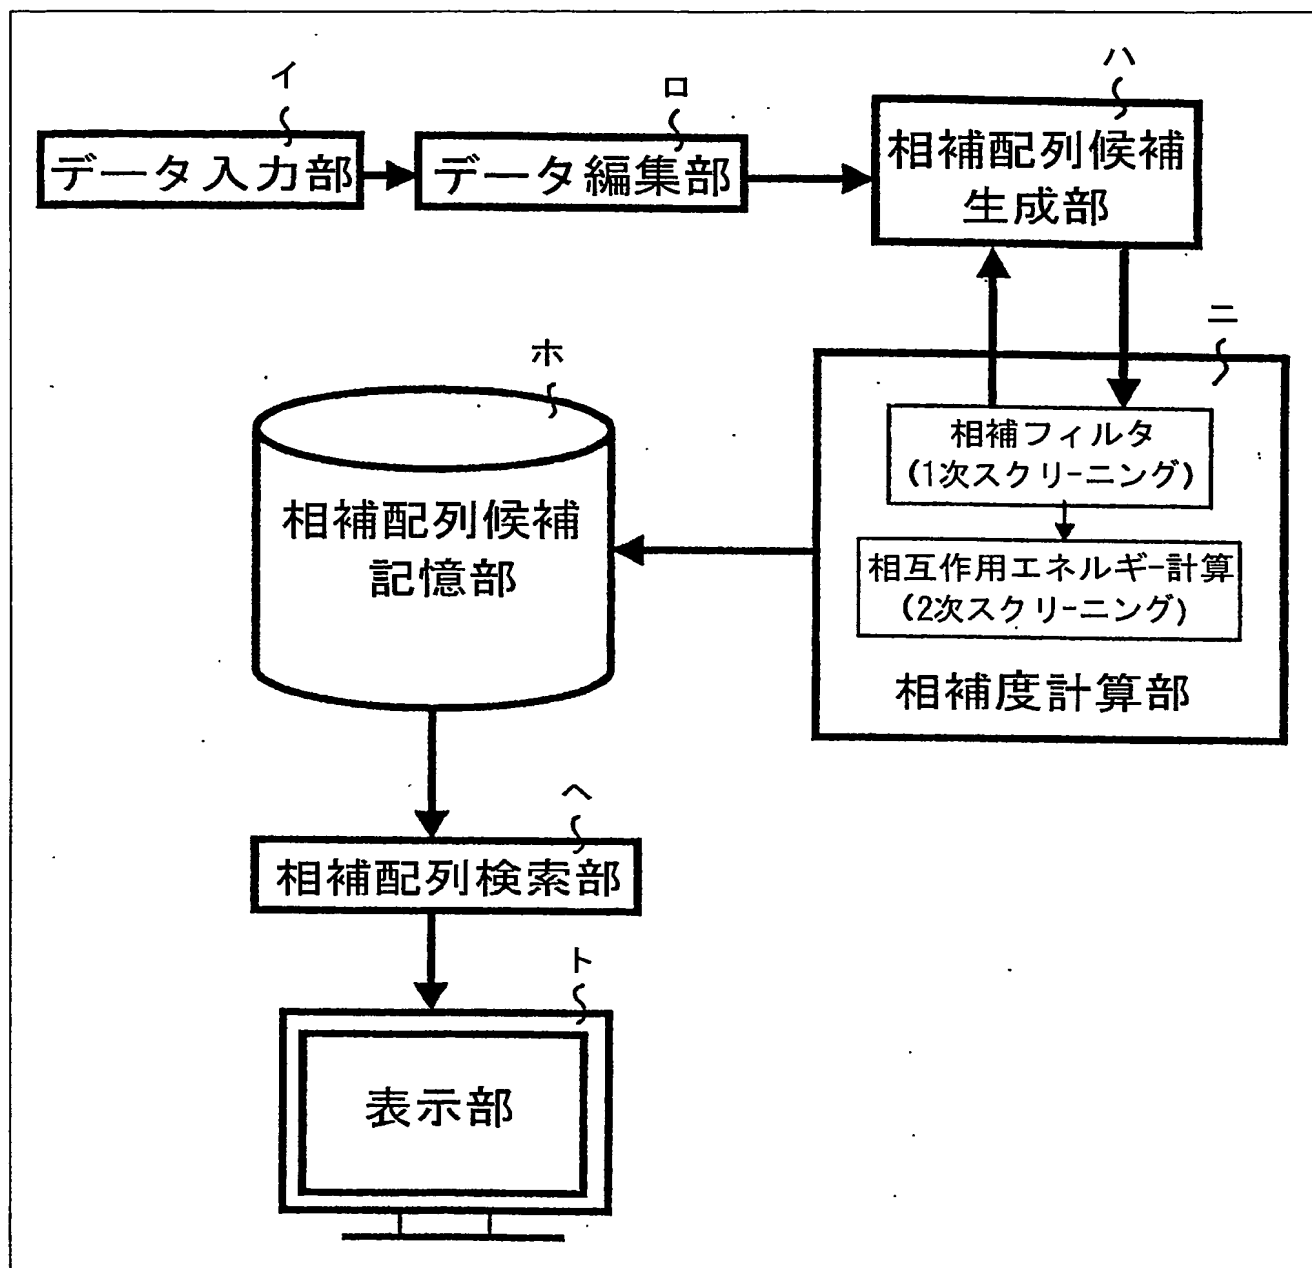 イ
データ入力部
ロ
データ編集部
ハ
相補配列候補
生成部
ニ
相補フィルタ
(1次スクリーニング)
相互作用エネルギー計算
(2次スクリーニング)
相補度計算部
ホ
相補配列候補
記憶部
ヘ
相補配列検索部
ト
表示部